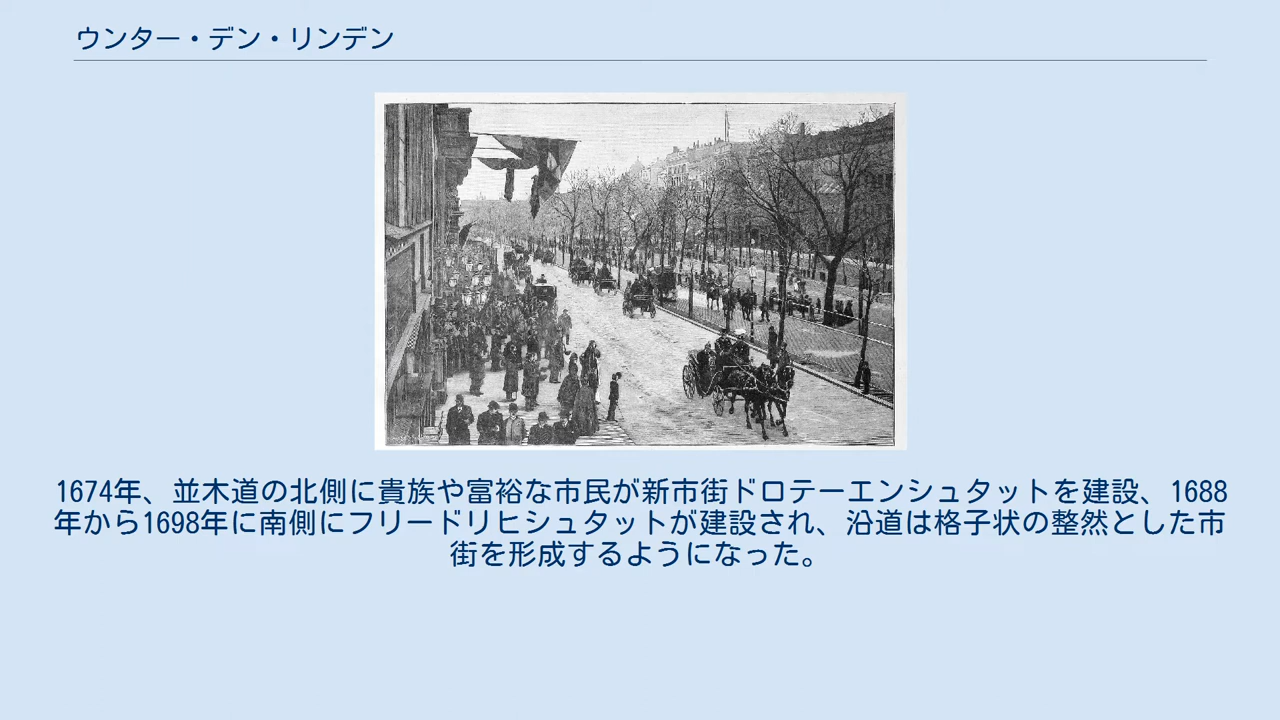 ウンター・デン・リンデン
1674年、並木道の北側に貴族や富裕な市民が新市街ドロテーエンシュタットを建設、1688
年から1698年に南側にフリードリヒシュタットが建設され、沿道は格子状の整然とした市
街を形成するようになった。